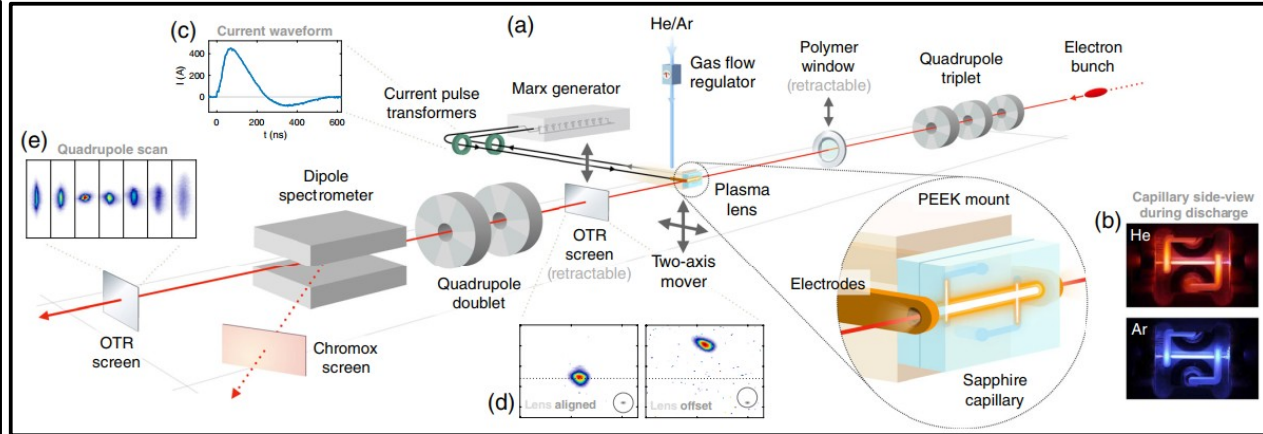 (c)
Current waveform
I (A)
400
200
0
0
200
400
600
t (ns)
(a)
He/Ar
Gas flow
regulator
Marx generator
Current pulse
transformers
Polymer
window
(retractable)
Quadrupole
triplet
Electron
bunch
(e)
Quadrupole scan
Dipole
spectrometer
OTR
screen
(retractable)
Plasma
lens
Two-axis
mover
Quadrupole
doublet
OTR
screen
Chromox
screen
(d)
Lens aligned
Lens offset
PEEK mount
Electrodes
Sapphire
capillary
Capillary side-view
during discharge
(b)
He
Ar